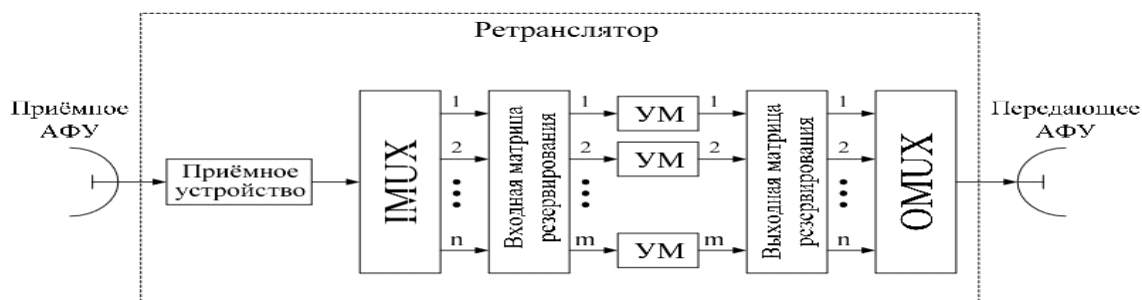 Ретранслятор
Приёмное
АФУ
Приёмное
устройство
IMUX
1
2
...
n
Входная матрица
резервирования
1
2
...
m
УМ
УМ
УМ
1
2
m
Выходная матрица
резервирования
1
2
...
n
OMUX
Передающее
АФУ